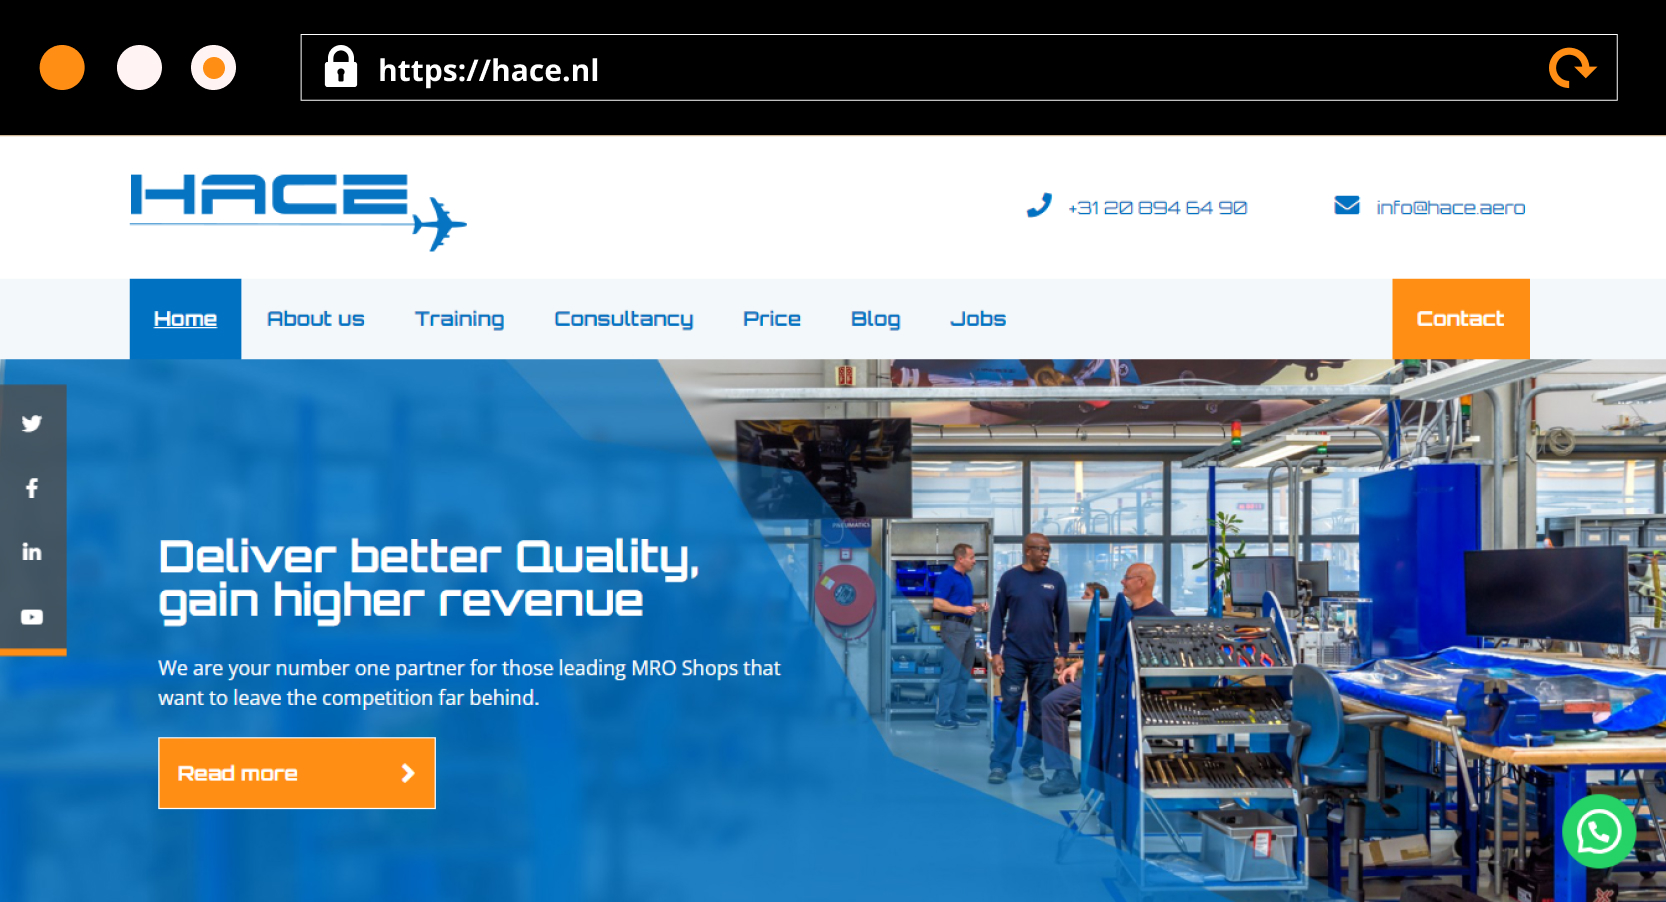 https://hace.nl
HACE
+31 20 894 64 90
info@hace.aero
Home
About us
Training
Consultancy
Price
Blog
Jobs
Contact
PNEUMATICS
Deliver better Quality,
gain higher revenue
We are your number one partner for those leading MRO Shops that
want to leave the competition far behind.
Read more